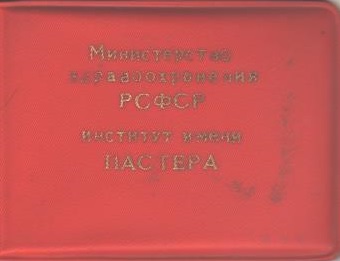 Министерство
здравоохранения
РСФСР
институт имени
ПАСТЕРА